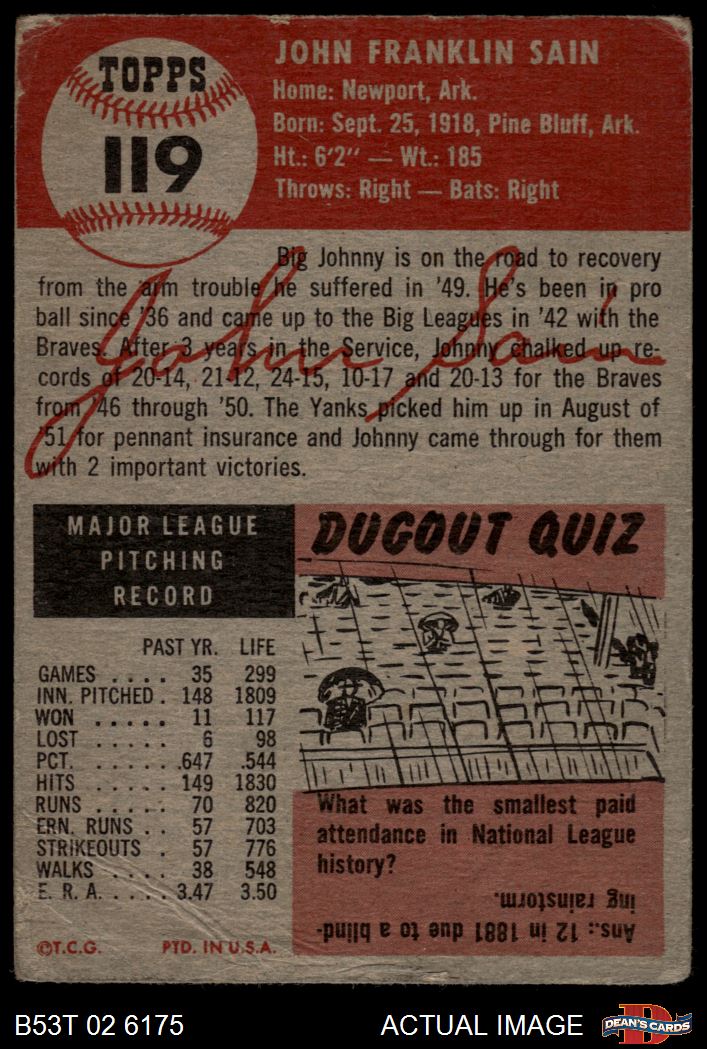 TOPPS
119
JOHN FRANKLIN SAIN
Home: Newport, Ark.
Born: Sept. 25, 1918, Pine Bluff, Ark.
Ht.: 6'2" — Wt.: 185
Throws: Right — Bats: Right
Big Johnny is on the road to recovery
from the arm trouble he suffered in '49. He's been in pro
ball since '36 and came up to the Big Leagues in '42 with the
Braves. After 3 years in the Service, Johnny chalked up re-
cords of 20-14, 21-12, 24-15, 10-17 and 20-13 for the Braves
from '46 through '50. The Yanks picked him up in August of
'51 for pennant insurance and Johnny came through for them
with 2 important victories.
John Sain
MAJOR LEAGUE
PITCHING
RECORD
PAST YR. LIFE
GAMES . . . . 35 299
INN. PITCHED . 148 1809
WON . . . . . 11 117
LOST . . . . . 6 98
PCT. . . . . . .647 .544
HITS . . . . . 149 1830
RUNS . . . . . 70 820
ERN. RUNS . . 57 703
STRIKEOUTS . 57 776
WALKS . . . . 38 548
E. R. A. . . . . 3.47 3.50
©T.C.G. PTD. IN U.S.A.
DUGOUT QUIZ
What was the smallest paid
attendance in National League
history?
Ans.: 12 in 1881 due to a blind-
ing rainstorm.
B53T 02 6175 ACTUAL IMAGE DEAN'S CARDS